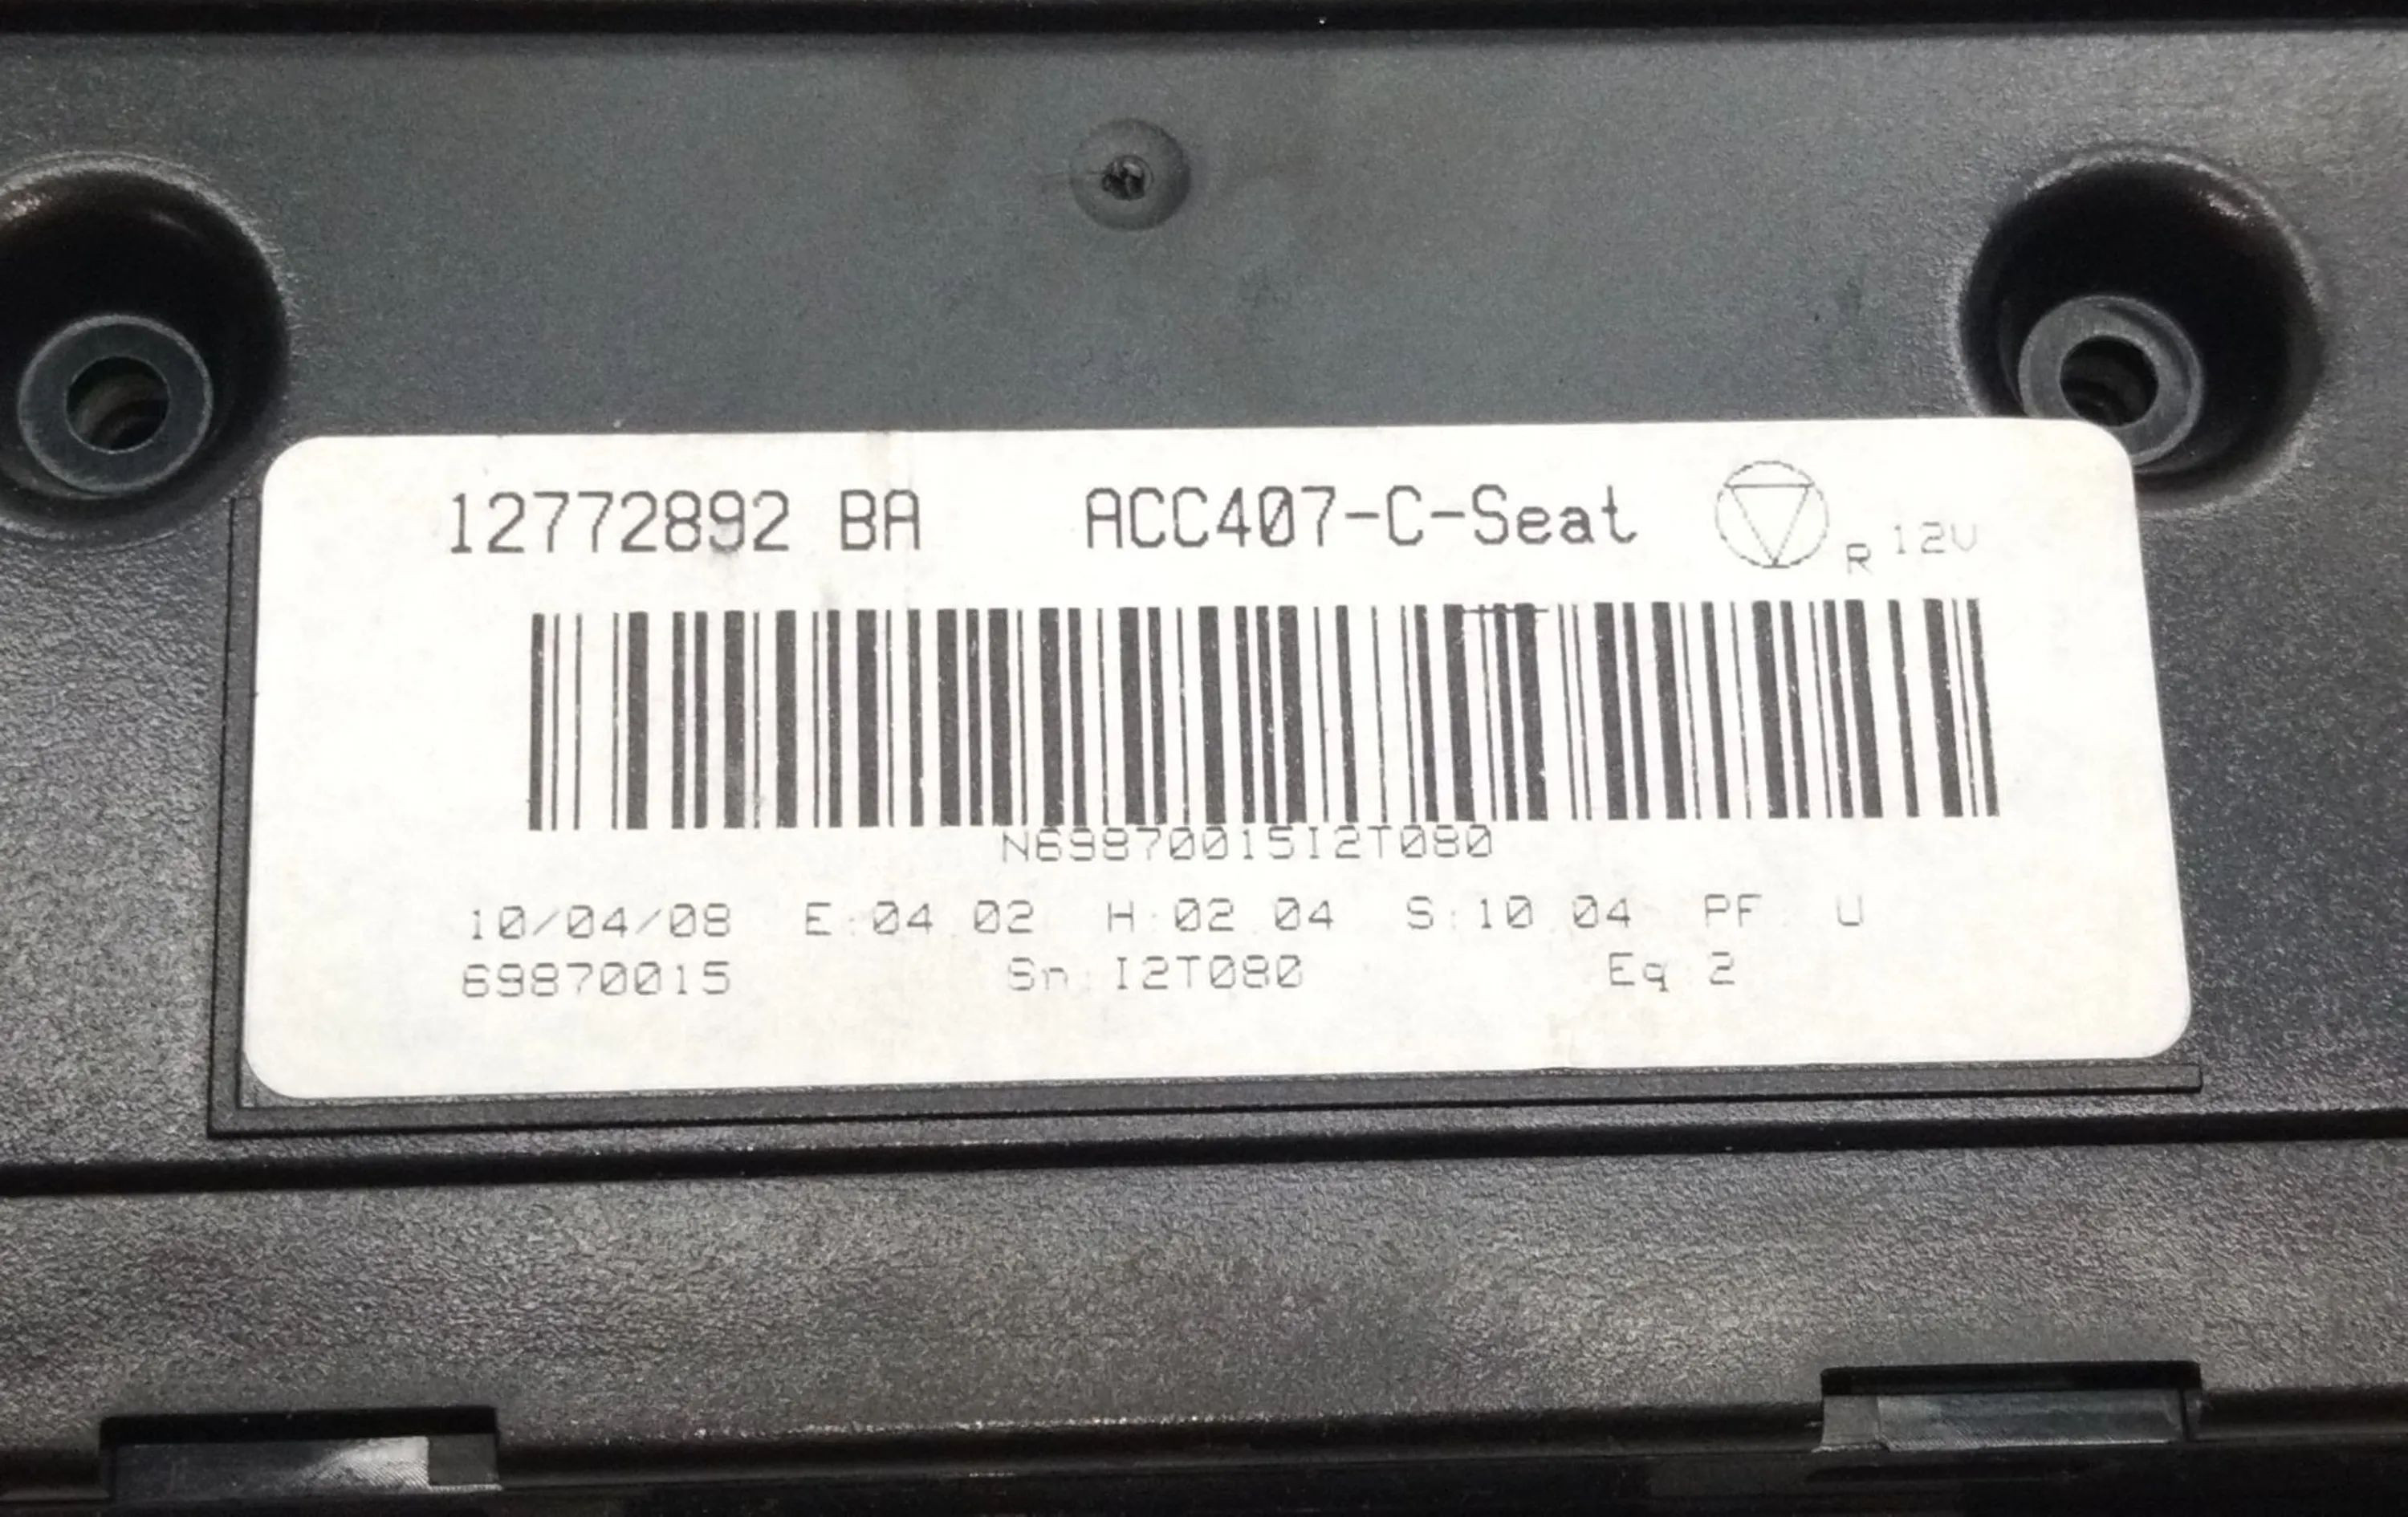 12772892 BA ACC407-C-Seat R 12V
N69870015I2T080
10/04/08 E:04.02 H:02.04 S:10.04 PF: U
69870015 Sn:I2T080 Eq:2